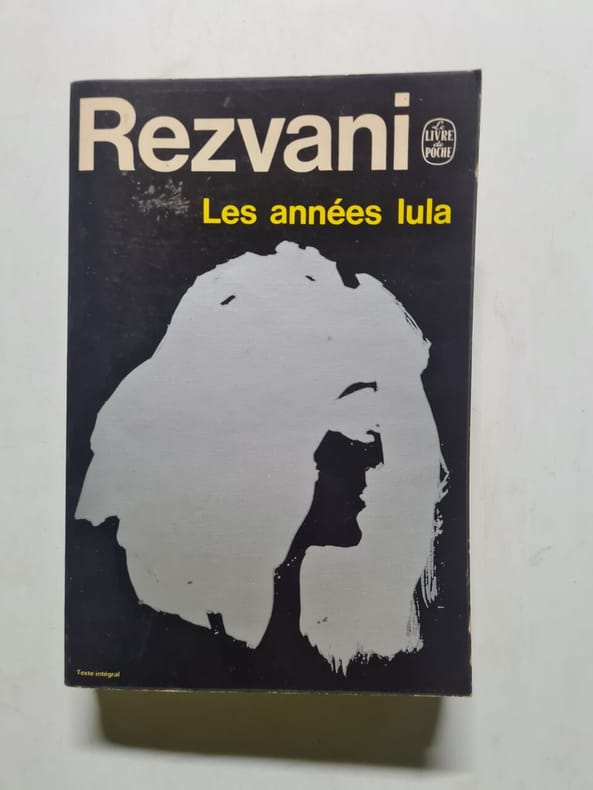 Rezvani
Le
LIVRE
de
POCHE
Les années lula
Texte intégral